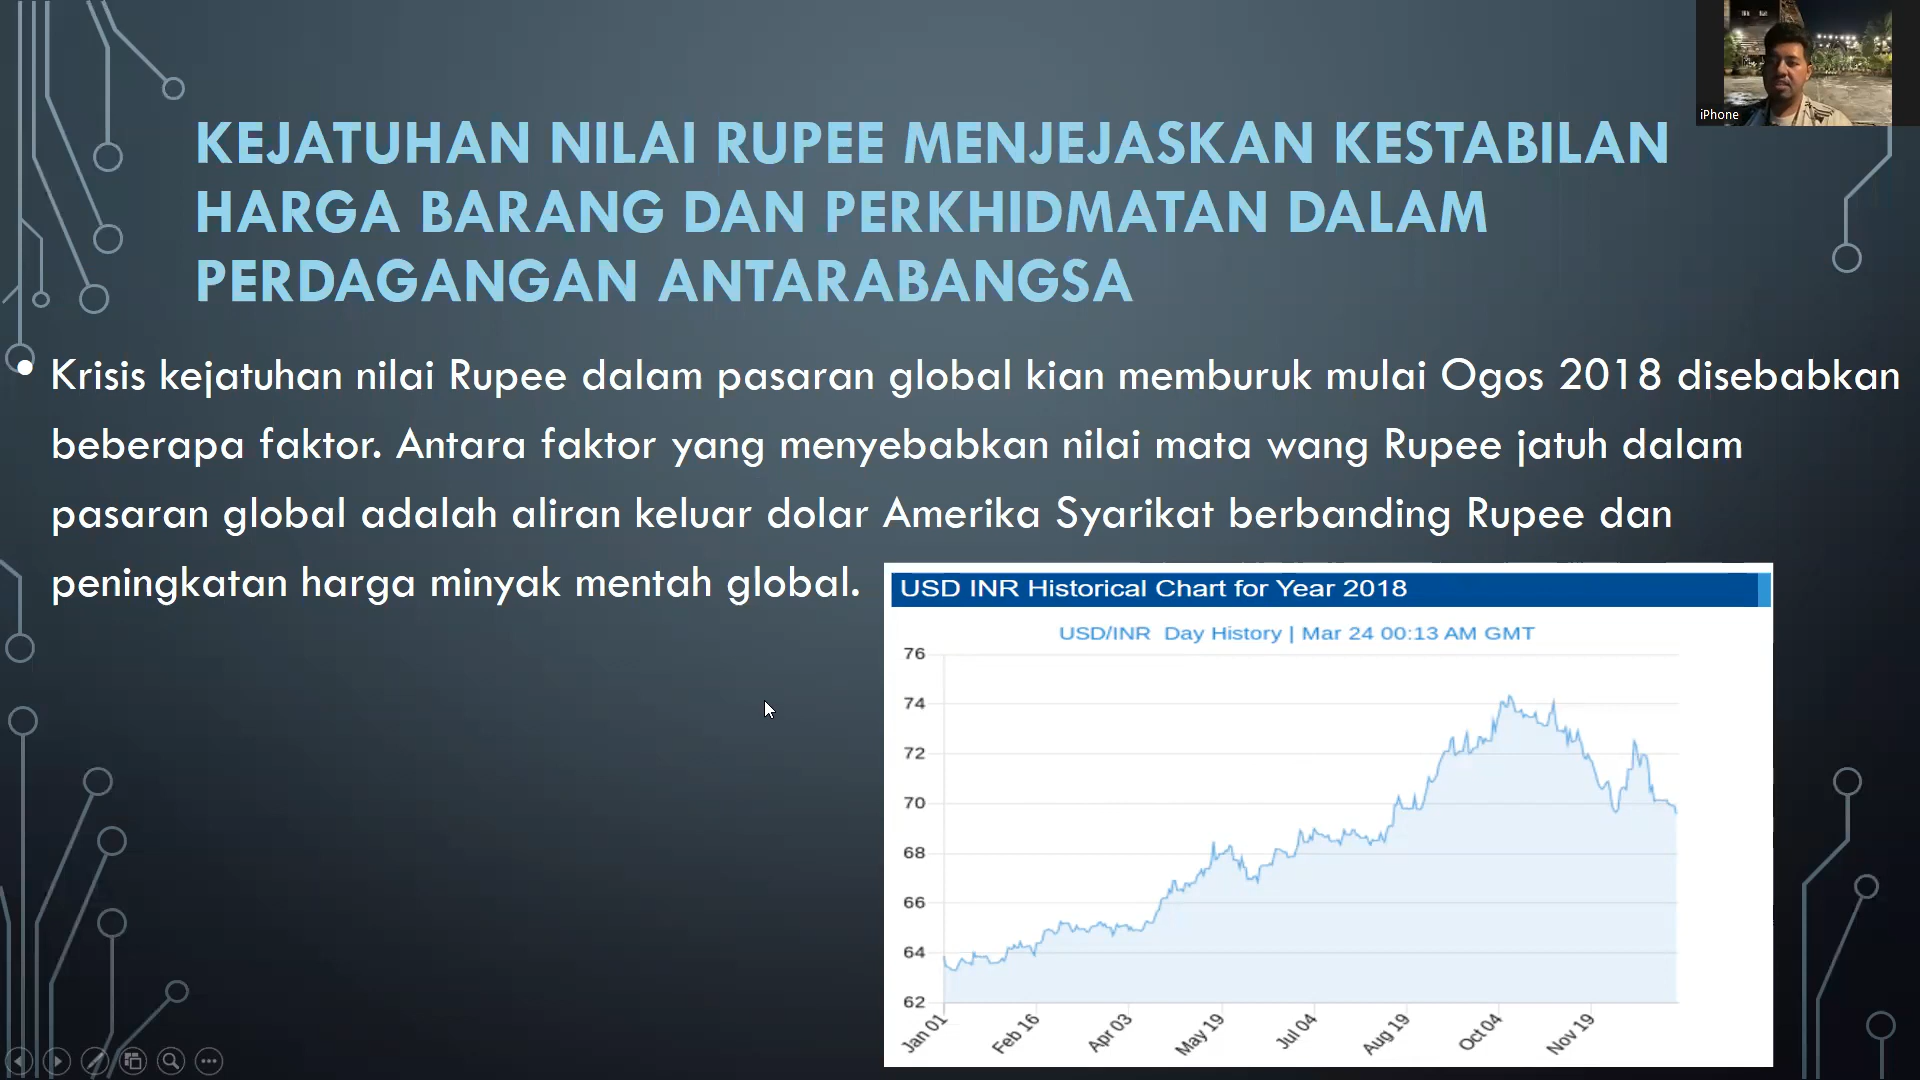 iPhone
KEJATUHAN NILAI RUPEE MENJEJASKAN KESTABILAN
HARGA BARANG DAN PERKHIDMATAN DALAM
PERDAGANGAN ANTARABANGSA
• Krisis kejatuhan nilai Rupee dalam pasaran global kian memburuk mulai Ogos 2018 disebabkan
beberapa faktor. Antara faktor yang menyebabkan nilai mata wang Rupee jatuh dalam
pasaran global adalah aliran keluar dolar Amerika Syarikat berbanding Rupee dan
peningkatan harga minyak mentah global.
USD INR Historical Chart for Year 2018
USD/INR Day History | Mar 24 00:13 AM GMT
76
74
72
70
68
66
64
62
Jan 01
Feb 16
Apr 03
May 19
Jul 04
Aug 19
Oct 04
Nov 19